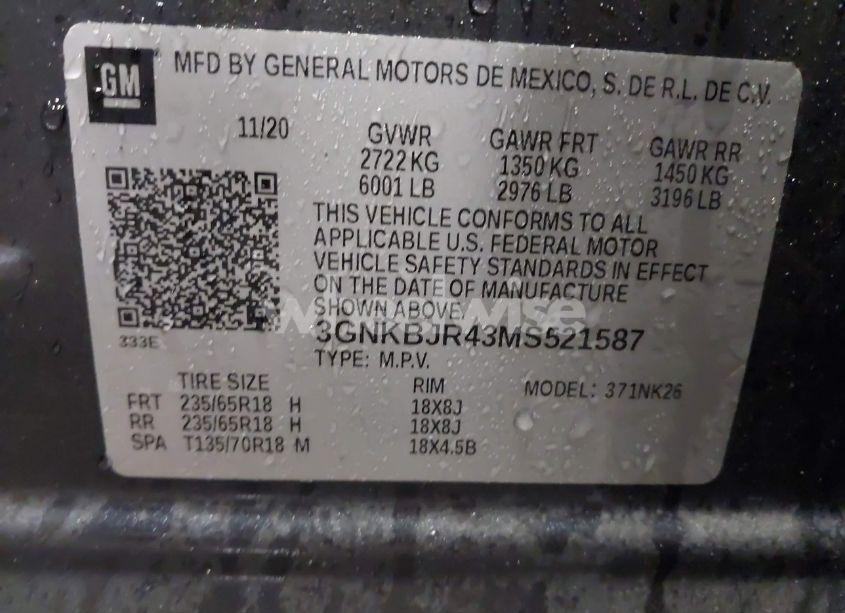 GM
MFD BY GENERAL MOTORS DE MEXICO, S. DE R.L. DE C.V.
11/20 GVWR GAWR FRT GAWR RR
2722 KG 1350 KG 1450 KG
6001 LB 2976 LB 3196 LB
THIS VEHICLE CONFORMS TO ALL
APPLICABLE U.S. FEDERAL MOTOR
VEHICLE SAFETY STANDARDS IN EFFECT
ON THE DATE OF MANUFACTURE
SHOWN ABOVE.
333E
3GNKBJR43MS521587
TYPE: M.P.V.
TIRE SIZE RIM MODEL: 371NK26
FRT 235/65R18 H 18X8J
RR 235/65R18 H 18X8J
SPA T135/70R18 M 18X4.5B